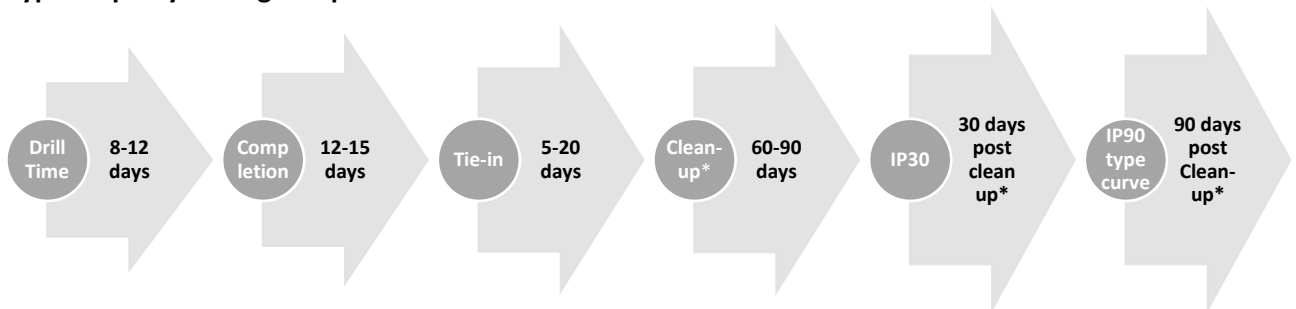 Drill
Time
8-12
days
Comp
letion
12-15
days
Tie-in
5-20
days
Clean-
up*
60-90
days
IP30
30 days
post
clean
up*
IP90
type
curve
90 days
post
Clean-
up*